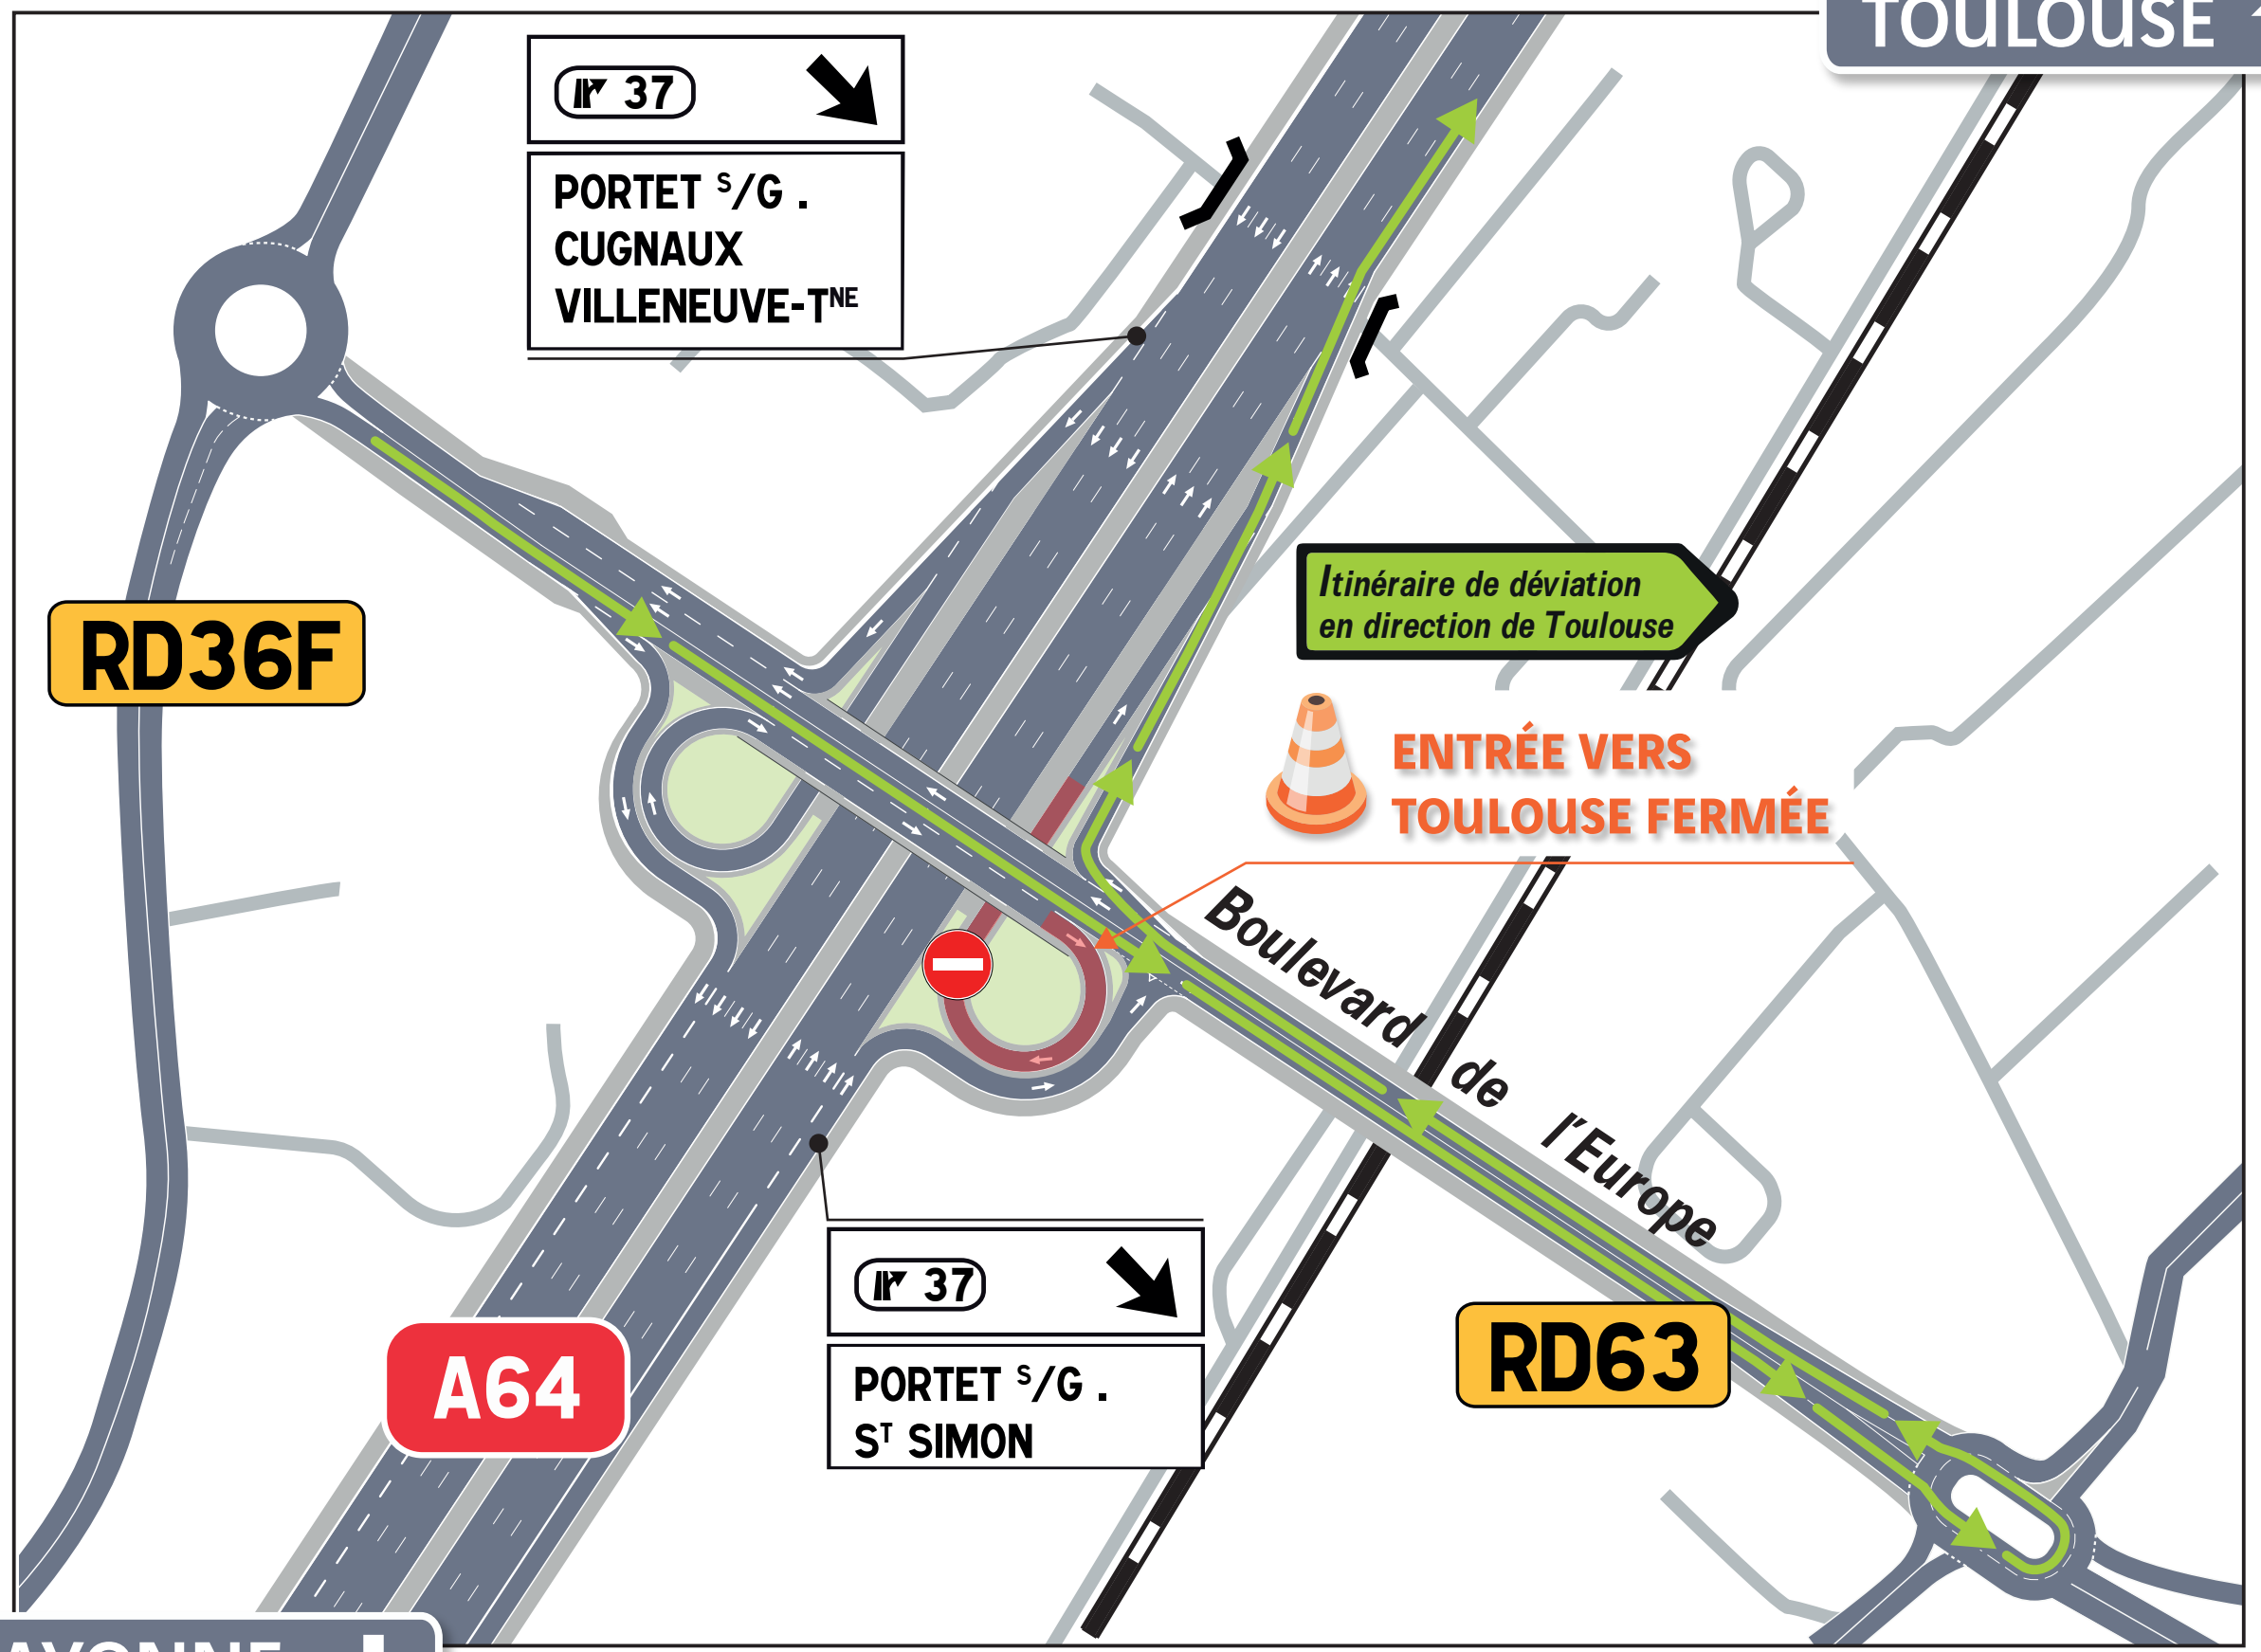 TOULOUSE
37
PORTET S/G .
CUGNAUX
VILLENEUVE-TNE
RD36F
Itinéraire de déviation
en direction de Toulouse
ENTRÉE VERS
TOULOUSE FERMÉE
Boulevard de l'Europe
37
PORTET S/G .
ST SIMON
A64
RD63